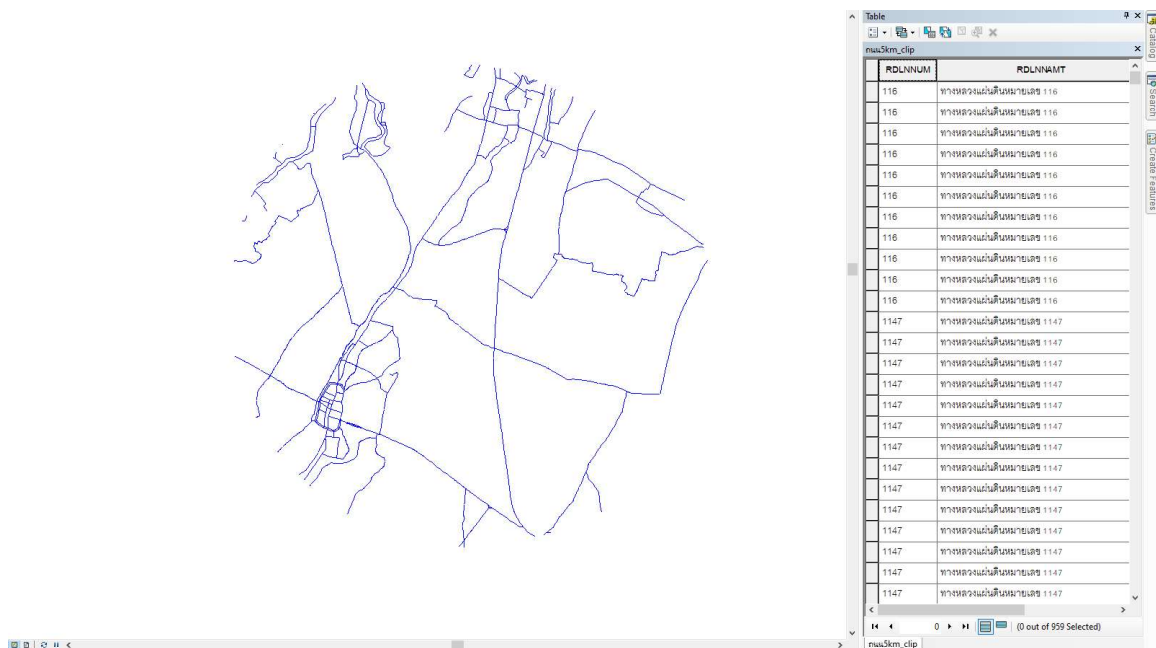 Table
ถนน5km_clip
RDLNNUM RDLNNAMT
116 ทางหลวงแผ่นดินหมายเลข 116
116 ทางหลวงแผ่นดินหมายเลข 116
116 ทางหลวงแผ่นดินหมายเลข 116
116 ทางหลวงแผ่นดินหมายเลข 116
116 ทางหลวงแผ่นดินหมายเลข 116
116 ทางหลวงแผ่นดินหมายเลข 116
116 ทางหลวงแผ่นดินหมายเลข 116
116 ทางหลวงแผ่นดินหมายเลข 116
116 ทางหลวงแผ่นดินหมายเลข 116
116 ทางหลวงแผ่นดินหมายเลข 116
116 ทางหลวงแผ่นดินหมายเลข 116
1147 ทางหลวงแผ่นดินหมายเลข 1147
1147 ทางหลวงแผ่นดินหมายเลข 1147
1147 ทางหลวงแผ่นดินหมายเลข 1147
1147 ทางหลวงแผ่นดินหมายเลข 1147
1147 ทางหลวงแผ่นดินหมายเลข 1147
1147 ทางหลวงแผ่นดินหมายเลข 1147
1147 ทางหลวงแผ่นดินหมายเลข 1147
1147 ทางหลวงแผ่นดินหมายเลข 1147
1147 ทางหลวงแผ่นดินหมายเลข 1147
1147 ทางหลวงแผ่นดินหมายเลข 1147
1147 ทางหลวงแผ่นดินหมายเลข 1147
1147 ทางหลวงแผ่นดินหมายเลข 1147
1147 ทางหลวงแผ่นดินหมายเลข 1147
1147 ทางหลวงแผ่นดินหมายเลข 1147
0 (0 out of 959 Selected)
ถนน5km_clip
Catalog
Search
Create Features